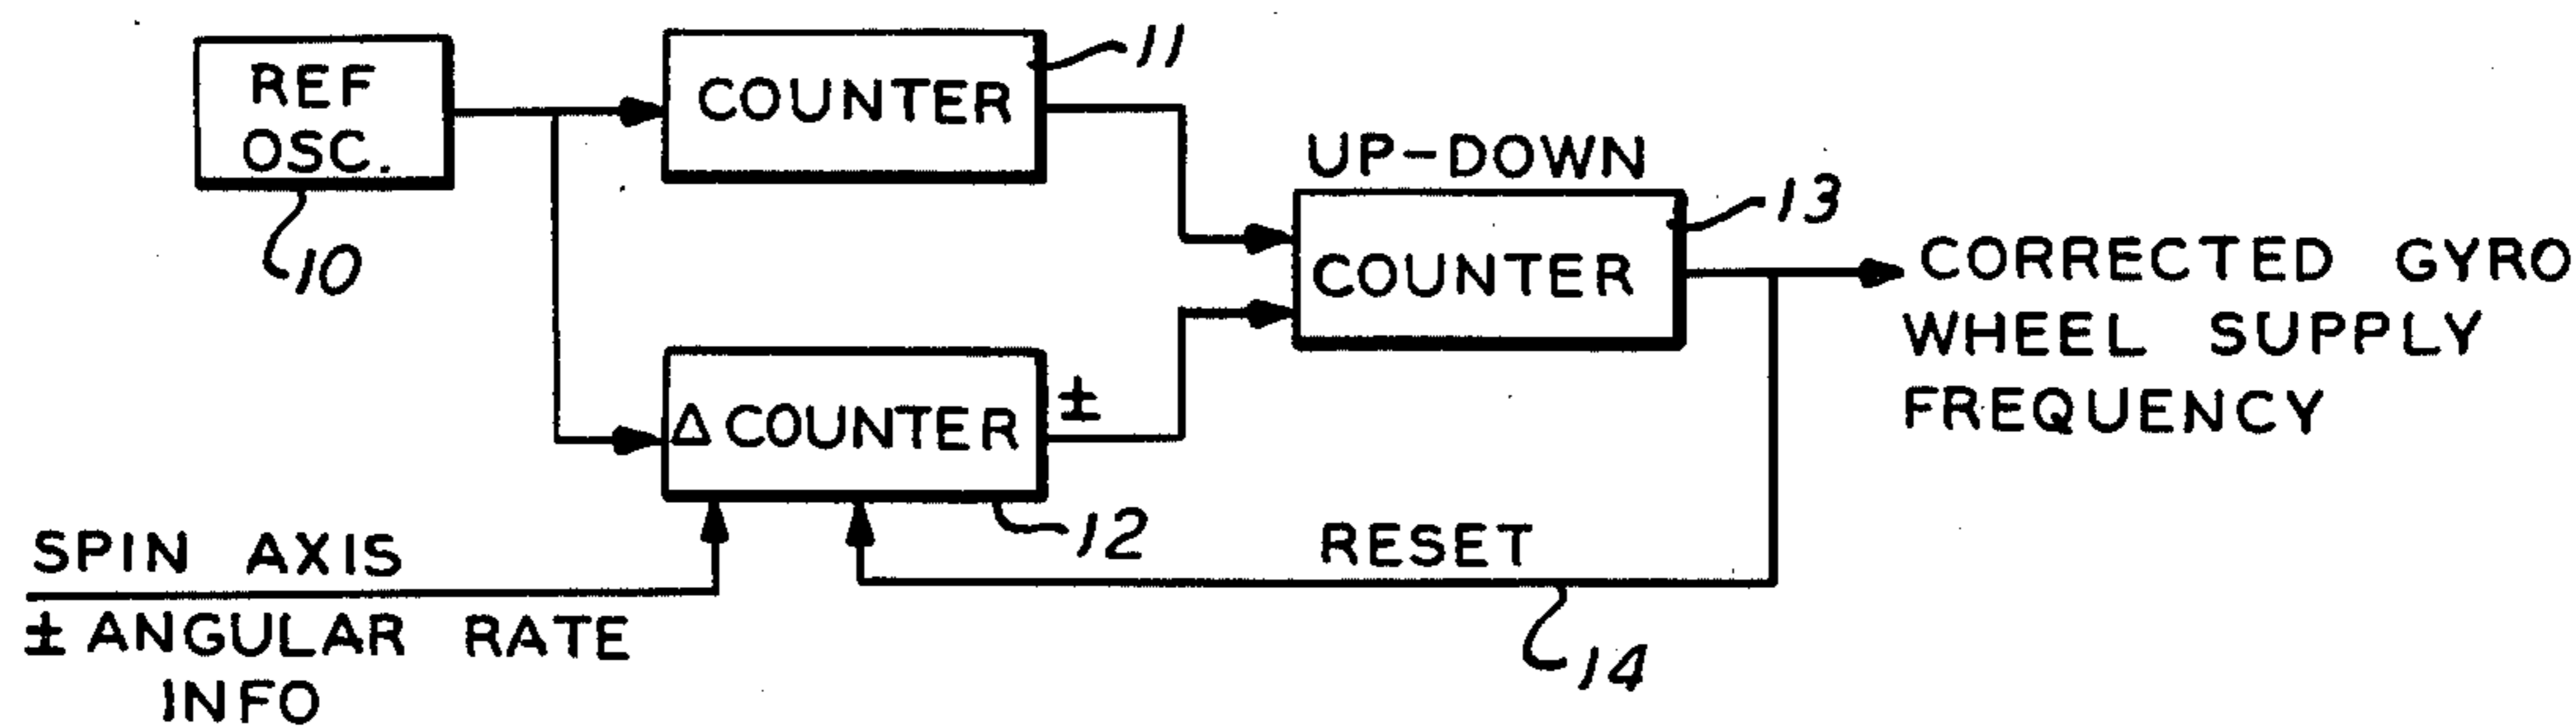 REF
OSC.
10
COUNTER
11
UP-DOWN
COUNTER
13
CORRECTED GYRO
WHEEL SUPPLY
FREQUENCY
Δ COUNTER
±
12
SPIN AXIS
± ANGULAR RATE
INFO
RESET
14